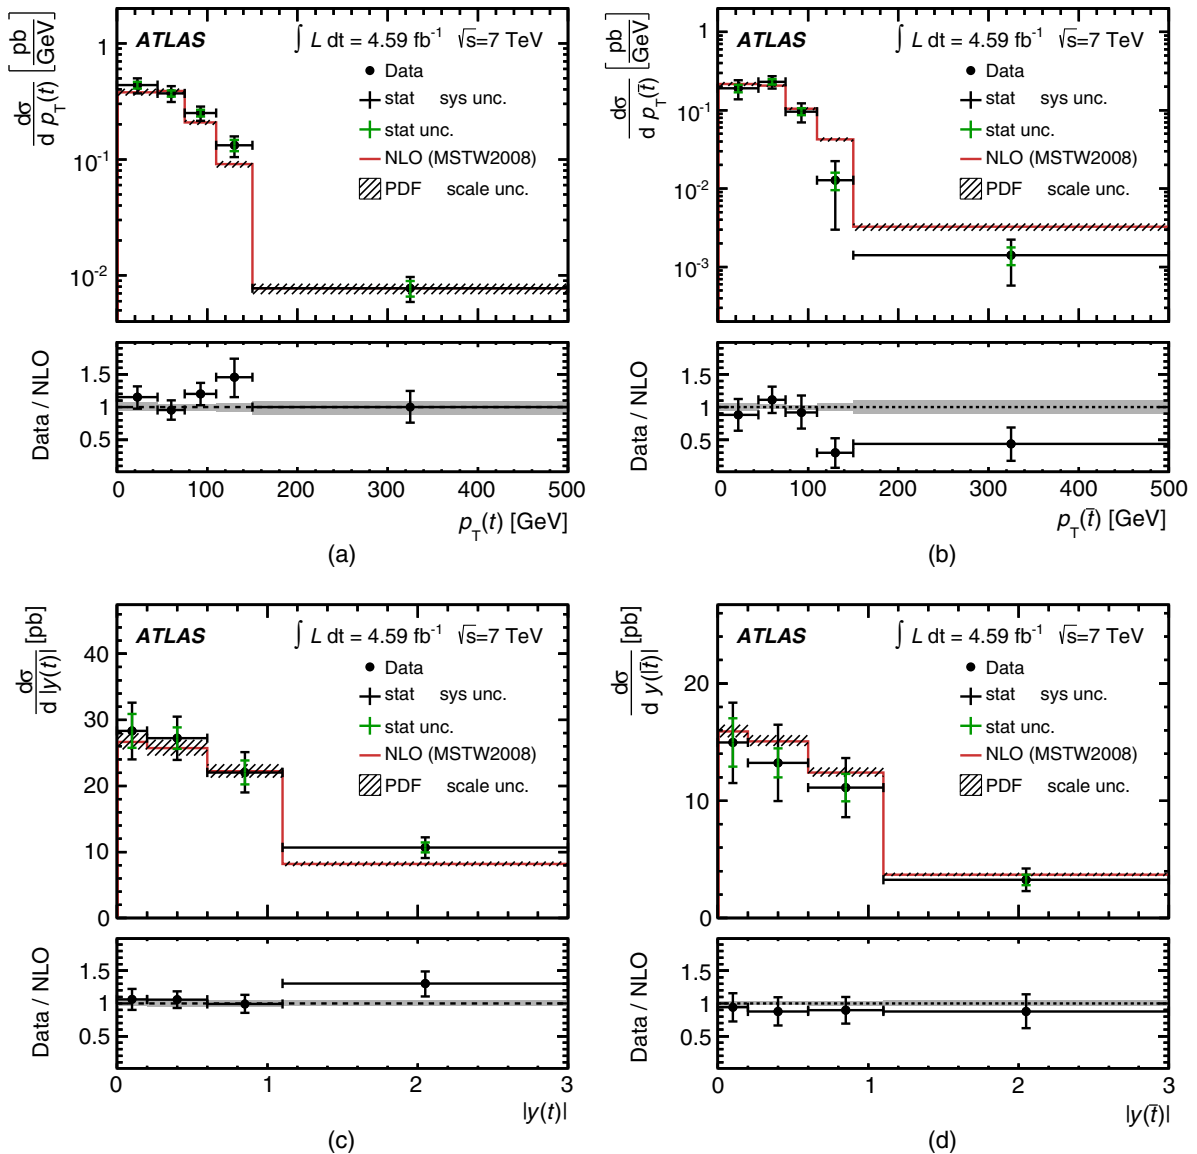 dσ / d p_T(t) [pb/GeV]
1
10⁻¹
10⁻²
ATLAS
∫ L dt = 4.59 fb⁻¹ √s=7 TeV
Data
stat sys unc.
stat unc.
NLO (MSTW2008)
PDF scale unc.
Data / NLO
1.5
1
0.5
0 100 200 300 400 500
p_T(t) [GeV]
(a)
dσ / d p_T(t̄) [pb/GeV]
1
10⁻¹
10⁻²
10⁻³
ATLAS
∫ L dt = 4.59 fb⁻¹ √s=7 TeV
Data
stat sys unc.
stat unc.
NLO (MSTW2008)
PDF scale unc.
Data / NLO
1.5
1
0.5
0 100 200 300 400 500
p_T(t̄) [GeV]
(b)
dσ / d |y(t)| [pb]
40
30
20
10
0
ATLAS
∫ L dt = 4.59 fb⁻¹ √s=7 TeV
Data
stat sys unc.
stat unc.
NLO (MSTW2008)
PDF scale unc.
Data / NLO
1.5
1
0.5
0 1 2 3
|y(t)|
(c)
dσ / d y(|t̄)| [pb]
20
10
0
ATLAS
∫ L dt = 4.59 fb⁻¹ √s=7 TeV
Data
stat sys unc.
stat unc.
NLO (MSTW2008)
PDF scale unc.
Data / NLO
1.5
1
0.5
0 1 2 3
|y(t̄)|
(d)